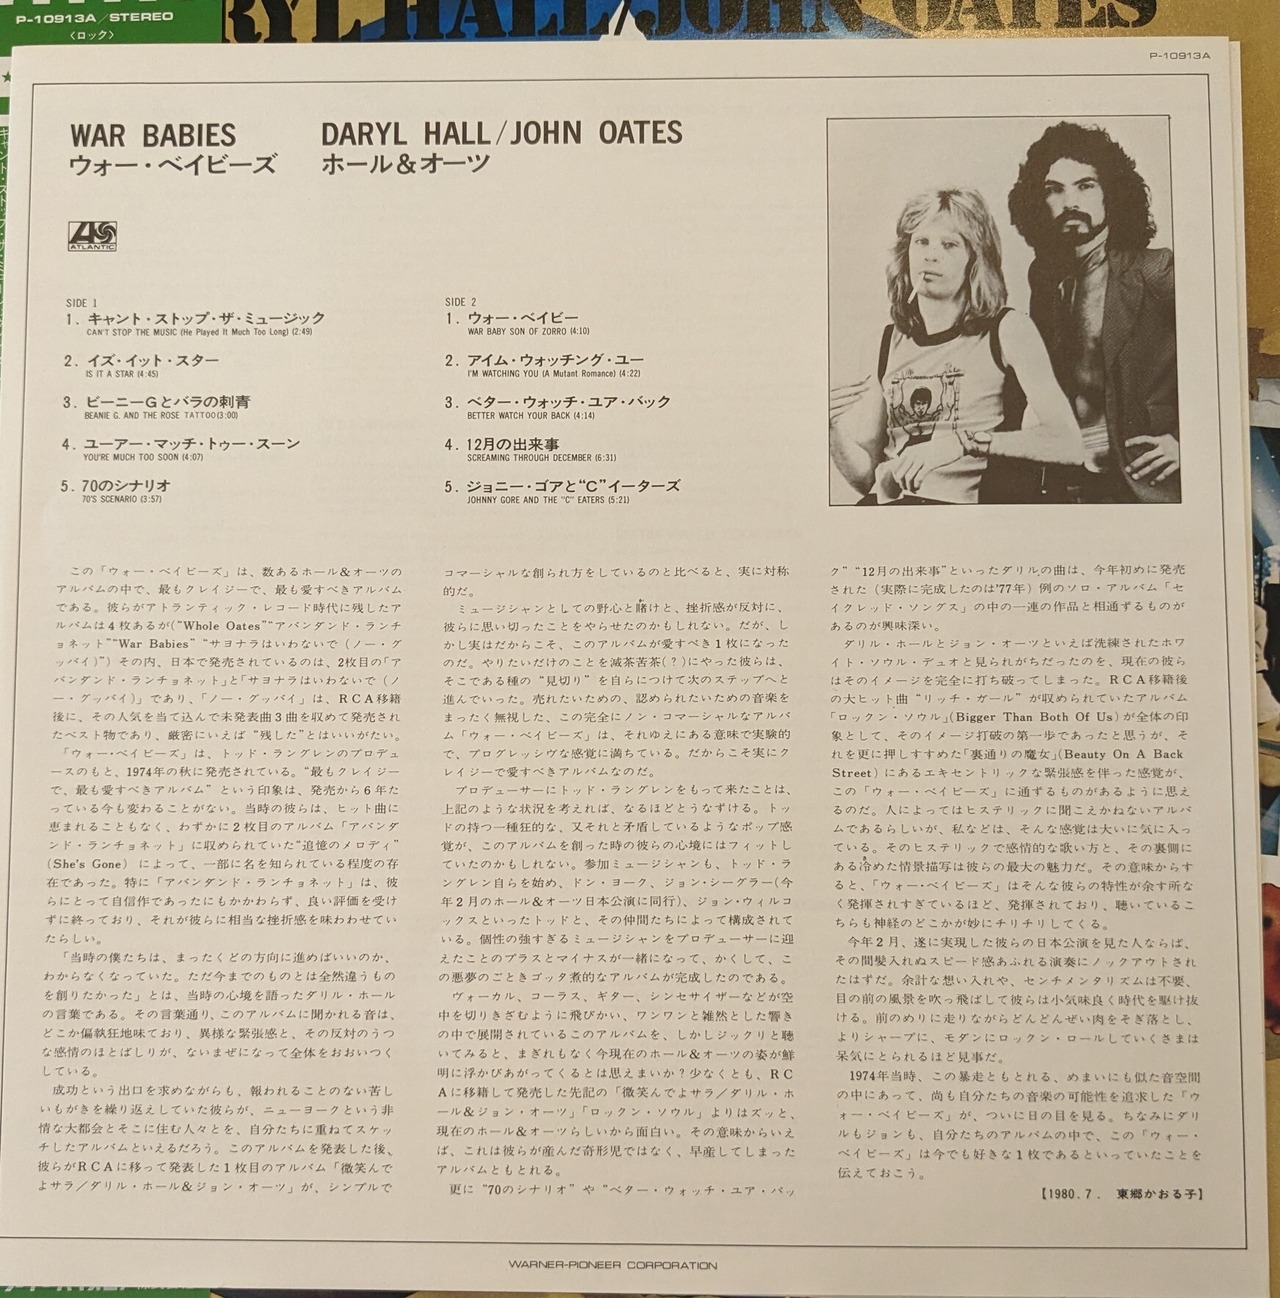 P-10913A/STEREO
〈ロック〉
RYL HALL/JOHN OATES
P-10913A
WAR BABIES
ウォー・ベイビーズ
DARYL HALL/JOHN OATES
ホール&オーツ
ATLANTIC
SIDE 1
1. キャント・ストップ・ザ・ミュージック
CAN'T STOP THE MUSIC (He Played It Much Too Long) (2:49)
2. イズ・イット・スター
IS IT A STAR (4:45)
3. ビーニーGとバラの刺青
BEANIE G. AND THE ROSE TATTOO(3:00)
4. ユーアー・マッチ・トゥー・スーン
YOU'RE MUCH TOO SOON (4:07)
5. 70のシナリオ
70'S SCENARIO (3:57)
SIDE 2
1. ウォー・ベイビー
WAR BABY SON OF ZORRO (4:10)
2. アイム・ウォッチング・ユー
I'M WATCHING YOU (A Mutant Romance) (4:22)
3. ベター・ウォッチ・ユア・バック
BETTER WATCH YOUR BACK (4:14)
4. 12月の出来事
SCREAMING THROUGH DECEMBER (6:31)
5. ジョニー・ゴアと“C”イーターズ
JOHNNY GORE AND THE "C" EATERS (5:21)
この「ウォー・ベイビーズ」は、数あるホール&オーツの
アルバムの中で、最もクレイジーで、最も愛すべきアルバム
である。彼らがアトランティック・レコード時代に残したア
ルバムは4枚あるが(“Whole Oates”“アバンダンド・ランチ
ョネット”“War Babies”“サヨナラはいわないで(ノー・グ
ッバイ)”)その内、日本で発売されているのは、2枚目の「ア
バンダンド・ランチョネット」と「サヨナラはいわないで(ノ
ー・グッバイ)」であり、「ノー・グッバイ」は、RCA移籍
後に、その人気を当て込んで未発表曲3曲を収めて発売され
たベスト物であり、厳密にいえば“残した”とはいいがたい。
「ウォー・ベイビーズ」は、トッド・ラングレンのプロデュ
ースのもと、1974年の秋に発売されている。“最もクレイジー
で、最も愛すべきアルバム”という印象は、発売から6年た
っている今も変わることがない。当時の彼らは、ヒット曲に
恵まれることもなく、わずかに2枚目のアルバム「アバンダ
ンド・ランチョネット」に収められていた“追憶のメロディ”
(She's Gone) によって、一部に名を知られている程度の存
在であった。特に「アバンダンド・ランチョネット」は、彼
らにとって自信作であったにもかかわらず、良い評価を受け
ずに終っており、それが彼らに相当な挫折感を味わわせてい
たらしい。
「当時の僕たちは、まったくどの方向に進めばいいのか、
わからなくなっていた。ただ今までのものとは全然違うもの
を創りたかった」とは、当時の心境を語ったダリル・ホール
の言葉である。その言葉通り、このアルバムに聞かれる音は、
どこか偏執狂地味ており、異様な緊張感と、その反対のうつ
な感情のほとばしりが、ないまぜになって全体をおおいつく
している。
成功という出口を求めながらも、報われることのない苦し
いもがきを繰り返えしていた彼らが、ニューヨークという非
情な大都会とそこに住む人々とを、自分たちに重ねてスケッ
チしたアルバムといえるだろう。このアルバムを発表した後、
彼らがRCAに移って発表した1枚目のアルバム「微笑んで
よサラ/ダリル・ホール&ジョン・オーツ」が、シンプルで
コマーシャルな創られ方をしているのと比べると、実に対称
的だ。
ミュージシャンとしての野心と賭けと、挫折感が反対に、
彼らに思い切ったことをやらせたのかもしれない。だが、し
かし実はだからこそ、このアルバムが愛すべき1枚になった
のだ。やりたいだけのことを滅茶苦茶(?)にやった彼らは、
そこである種の“見切り”を自らにつけて次のステップへと
進んでいった。売れたいための、認められたいための音楽を
まったく無視した、この完全にノン・コマーシャルなアルバ
ム「ウォー・ベイビーズ」は、それゆえにある意味で実験的
で、プログレッシヴな感覚に満ちている。だからこそ実にク
レイジーで愛すべきアルバムなのだ。
プロデューサーにトッド・ラングレンをもって来たことは、
上記のような状況を考えれば、なるほどとうなずける。トッ
ドの持つ一種狂的な、又それと矛盾しているようなポップ感
覚が、このアルバムを創った時の彼らの心境にはフィットし
ていたのかもしれない。参加ミュージシャンも、トッド・ラ
ングレン自らを始め、ドン・ヨーク、ジョン・シーグラー(今
年2月のホール&オーツ日本公演に同行)、ジョン・ウィルコ
ックスといったトッドと、その仲間たちによって構成されて
いる。個性の強すぎるミュージシャンをプロデューサーに迎
えたことのプラスとマイナスが一緒になって、かくして、こ
の悪夢のごときゴッタ煮的なアルバムが完成したのである。
ヴォーカル、コーラス、ギター、シンセサイザーなどが空
中を切りきざむように飛びかい、ワンワンと雑然とした響き
の中で展開されているこのアルバムを、しかしジックリと聴
いてみると、まぎれもなく今現在のホール&オーツの姿が鮮
明に浮かびあがってくるとは思えまいか?少なくとも、RC
Aに移籍して発売した先記の「微笑んでよサラ/ダリル・ホ
ール&ジョン・オーツ」「ロックン・ソウル」よりはズッと、
現在のホール&オーツらしいから面白い。その意味からいえ
ば、これは彼らが産んだ奇形児ではなく、早産してしまった
アルバムともとれる。
更に“70のシナリオ”や“ベター・ウォッチ・ユア・バッ
ク”“12月の出来事”といったダリルの曲は、今年初めに発売
された(実際に完成したのは'77年)例のソロ・アルバム「セ
イクレッド・ソングス」の中の一連の作品と相通ずるものが
あるのが興味深い。
ダリル・ホールとジョン・オーツといえば洗練されたホワ
イト・ソウル・デュオと見られがちだったのを、現在の彼ら
はそのイメージを完全に打ち破ってしまった。RCA移籍後
の大ヒット曲“リッチ・ガール”が収められていたアルバム
「ロックン・ソウル」(Bigger Than Both Of Us)が全体の印
象として、そのイメージ打破の第一歩であったと思うが、そ
れを更に押しすすめた「裏通りの魔女」(Beauty On A Back
Street) にあるエキセントリックな緊張感を伴った感覚が、
この「ウォー・ベイビーズ」に通ずるものがあるように思え
るのだ。人によってはヒステリックに聞こえかねないアルバ
ムであるらしいが、私などは、そんな感覚は大いに気に入っ
ている。そのヒステリックで感情的な歌い方と、その裏側に
ある冷めた情景描写は彼らの最大の魅力だ。その意味からす
ると、「ウォー・ベイビーズ」はそんな彼らの特性が余す所な
く発揮されすぎているほど、発揮されており、聴いているこ
ちらも神経のどこかが妙にチリチリしてくる。
今年2月、遂に実現した彼らの日本公演を見た人ならば、
その間髪入れぬスピード感あふれる演奏にノックアウトされ
たはずだ。余計な想い入れや、センチメンタリズムは不要、
目の前の風景を吹っ飛ばして彼らは小気味良く時代を駆け抜
ける。前のめりに走りながらどんどんぜい肉をそぎ落とし、
よりシャープに、モダンにロックン・ロールしていくさまは
呆気にとられるほど見事だ。
1974年当時、この暴走ともとれる、めまいにも似た音空間
の中にあって、尚も自分たちの音楽の可能性を追求した「ウ
ォー・ベイビーズ」が、ついに日の目を見る。ちなみにダリ
ルもジョンも、自分たちのアルバムの中で、この「ウォー・
ベイビーズ」は今でも好きな1枚であるといっていたことを
伝えておこう。
【1980.7. 東郷かおる子】
WARNER-PIONEER CORPORATION